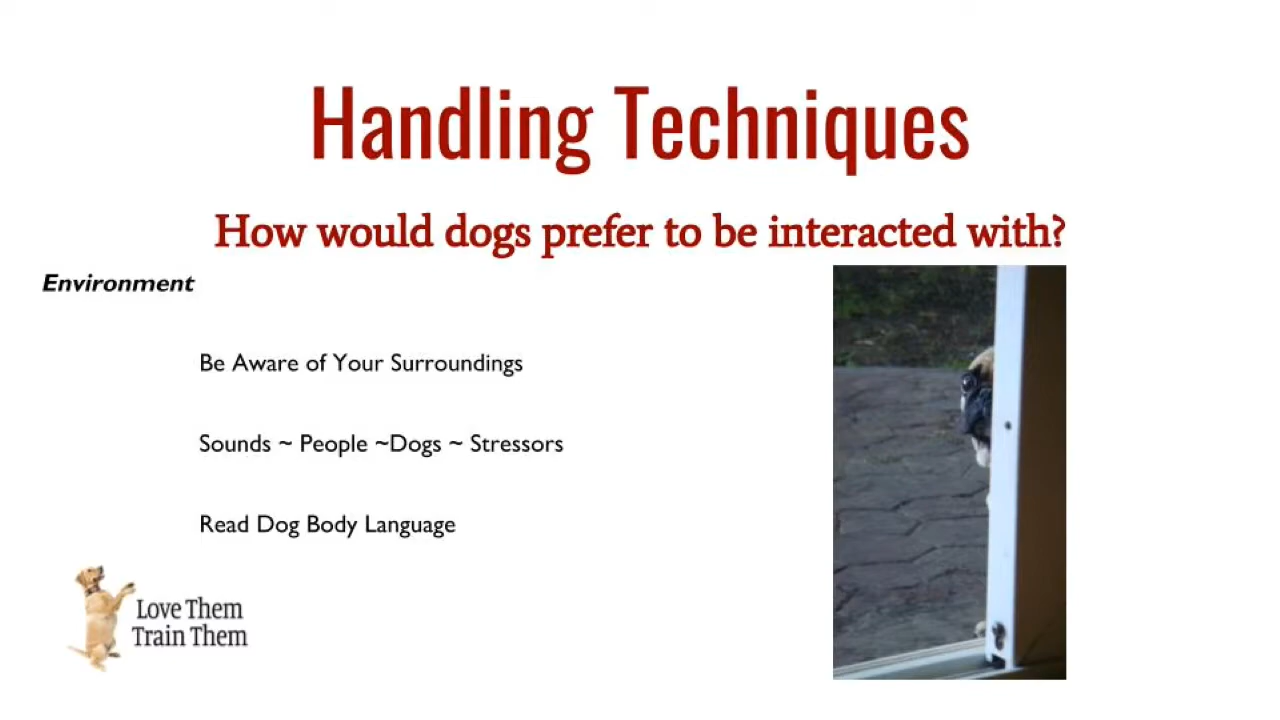 Handling Techniques
How would dogs prefer to be interacted with?
Environment
Be Aware of Your Surroundings
Sounds ~ People ~Dogs ~ Stressors
Read Dog Body Language
Love Them
Train Them